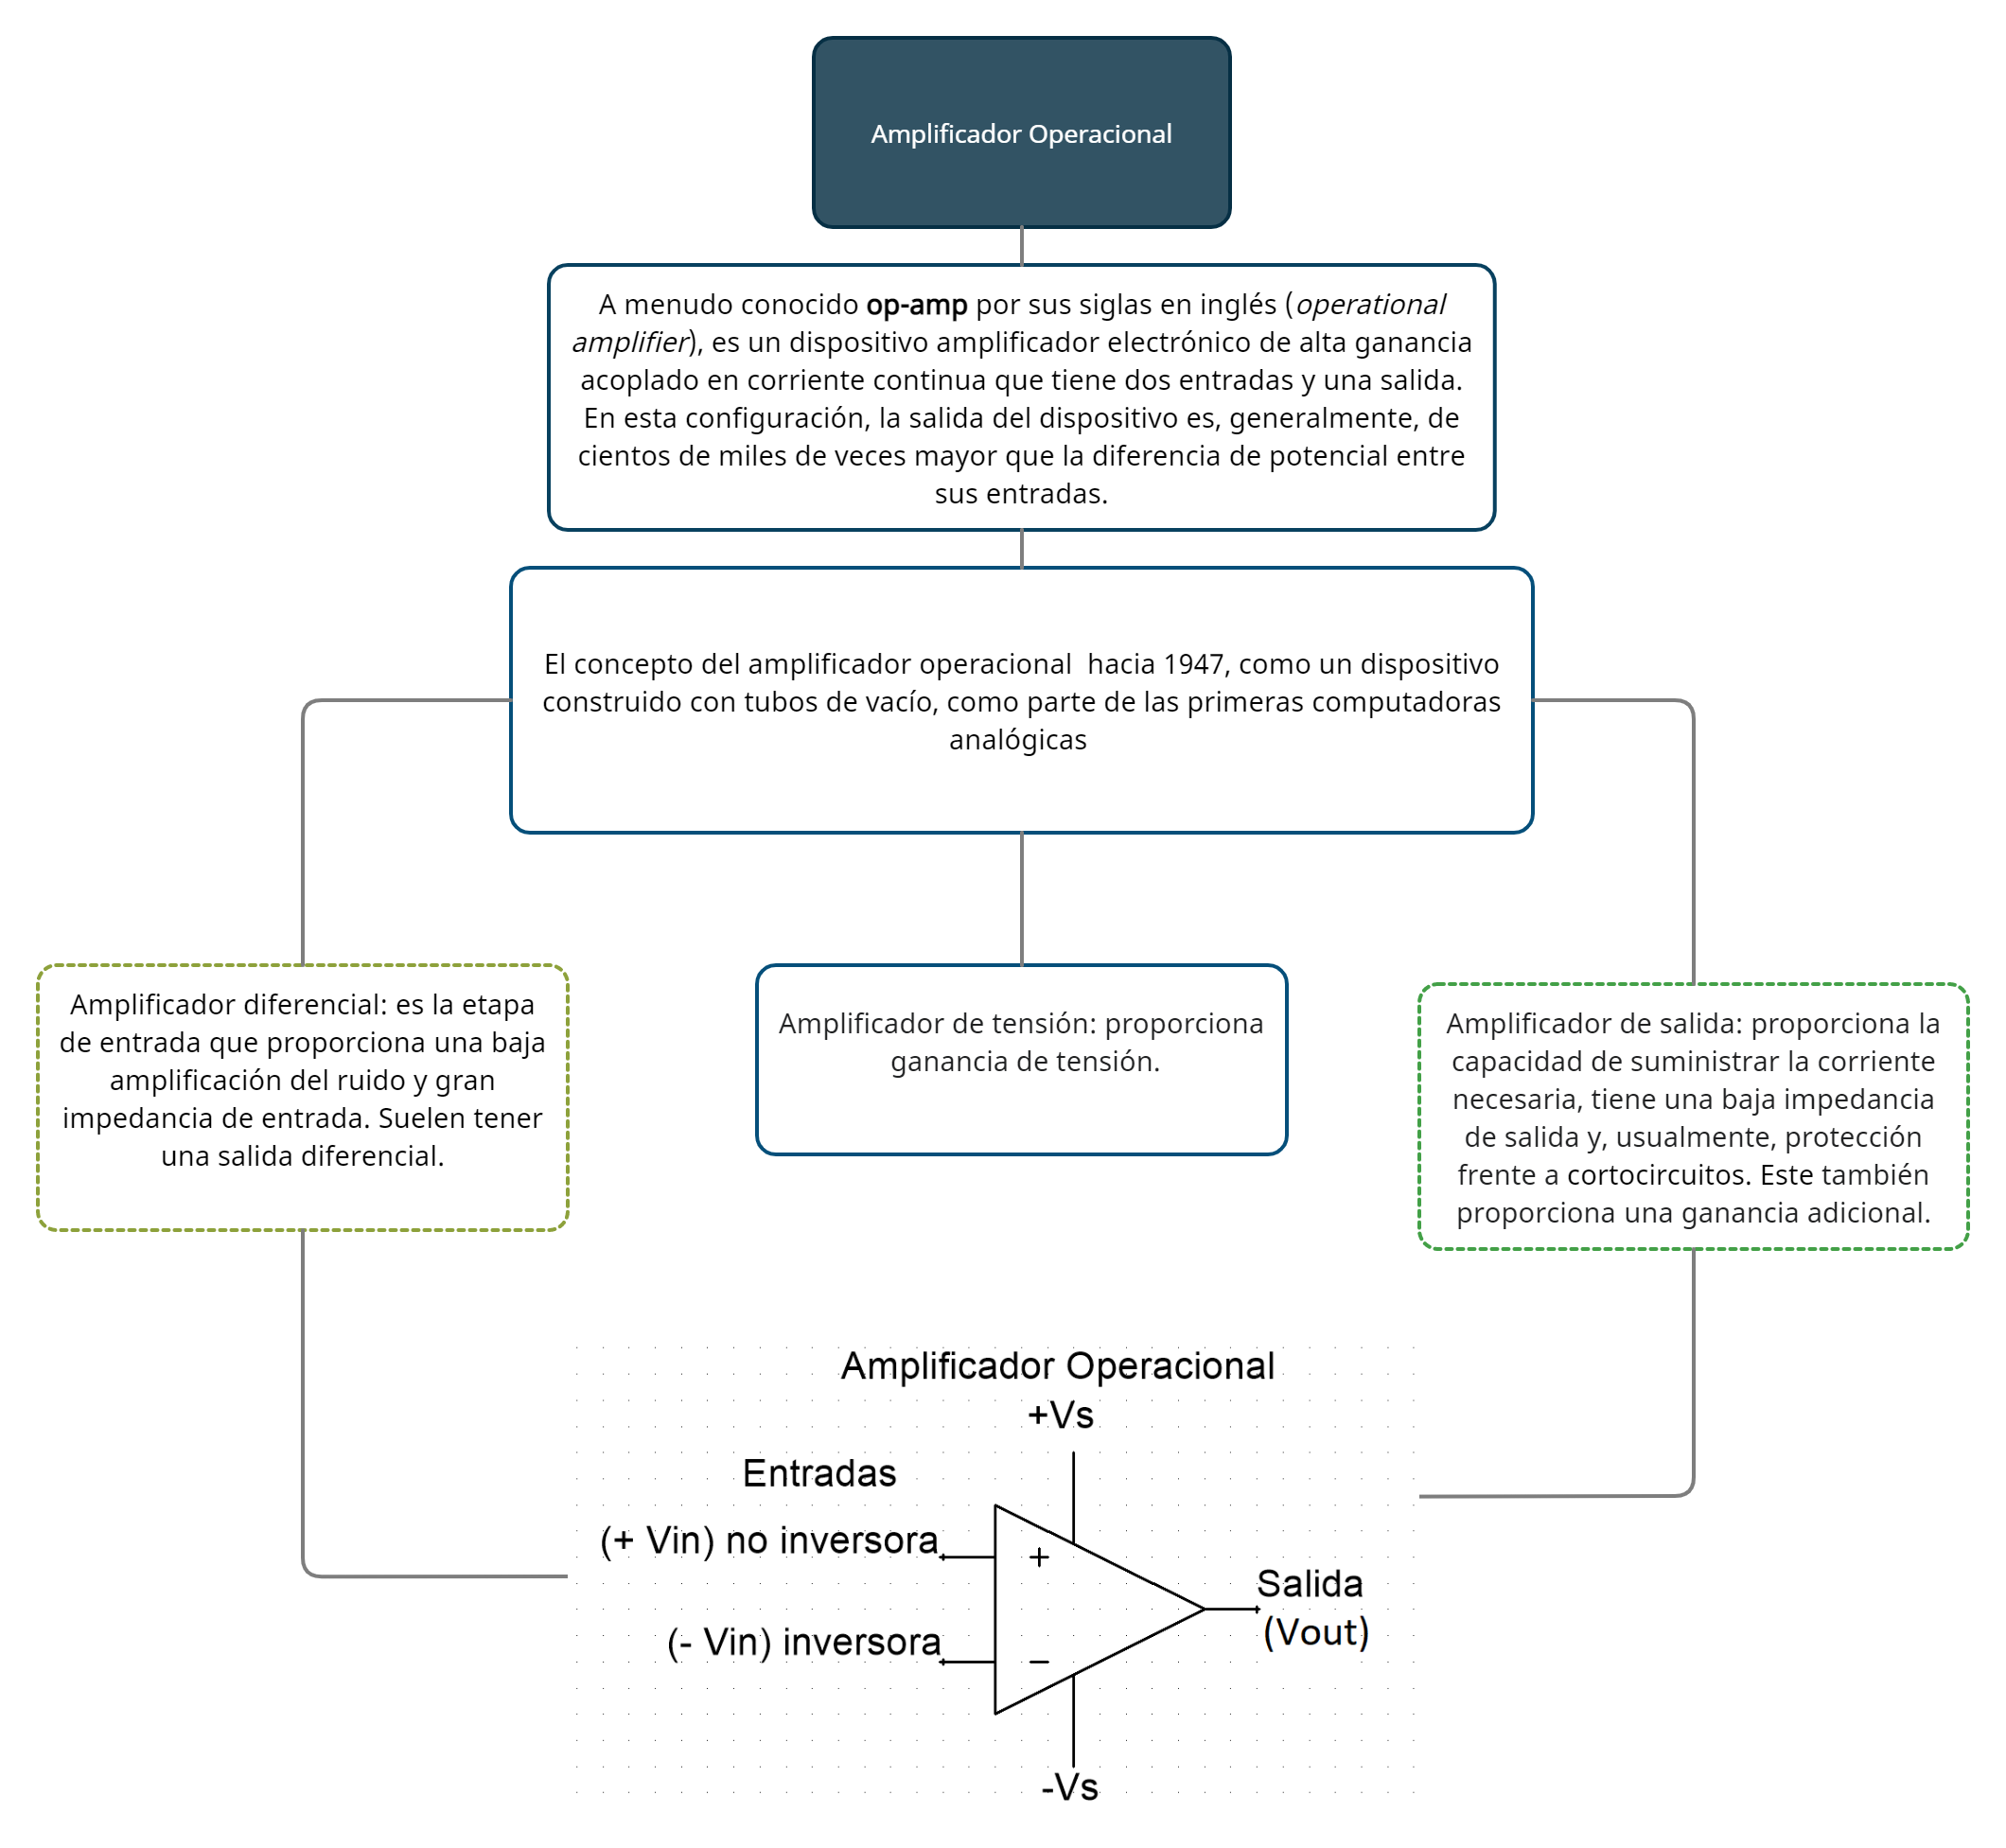 Amplificador Operacional
A menudo conocido op-amp por sus siglas en inglés (operational
amplifier), es un dispositivo amplificador electrónico de alta ganancia
acoplado en corriente continua que tiene dos entradas y una salida.
En esta configuración, la salida del dispositivo es, generalmente, de
cientos de miles de veces mayor que la diferencia de potencial entre
sus entradas.
El concepto del amplificador operacional  hacia 1947, como un dispositivo
construido con tubos de vacío, como parte de las primeras computadoras
analógicas
Amplificador diferencial: es la etapa
de entrada que proporciona una baja
amplificación del ruido y gran
impedancia de entrada. Suelen tener
una salida diferencial.
Amplificador de tensión: proporciona
ganancia de tensión.
Amplificador de salida: proporciona la
capacidad de suministrar la corriente
necesaria, tiene una baja impedancia
de salida y, usualmente, protección
frente a cortocircuitos. Este también
proporciona una ganancia adicional.
Amplificador Operacional
+Vs
Entradas
(+ Vin) no inversora
+
Salida
(Vout)
(- Vin) inversora
−
-Vs